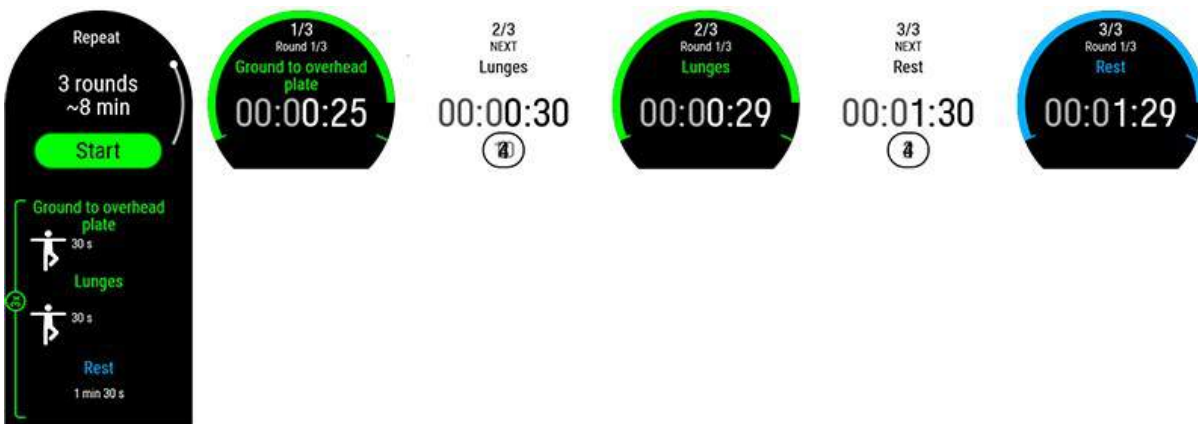 Repeat
3 rounds
~8 min
Start
Ground to overhead
plate
30 s
Lunges
30 s
3x
Rest
1 min 30 s
1/3
Round 1/3
Ground to overhead
plate
00:00:25
2/3
NEXT
Lunges
00:00:30
2/3
Round 1/3
Lunges
00:00:29
3/3
NEXT
Rest
00:01:30
3/3
Round 1/3
Rest
00:01:29